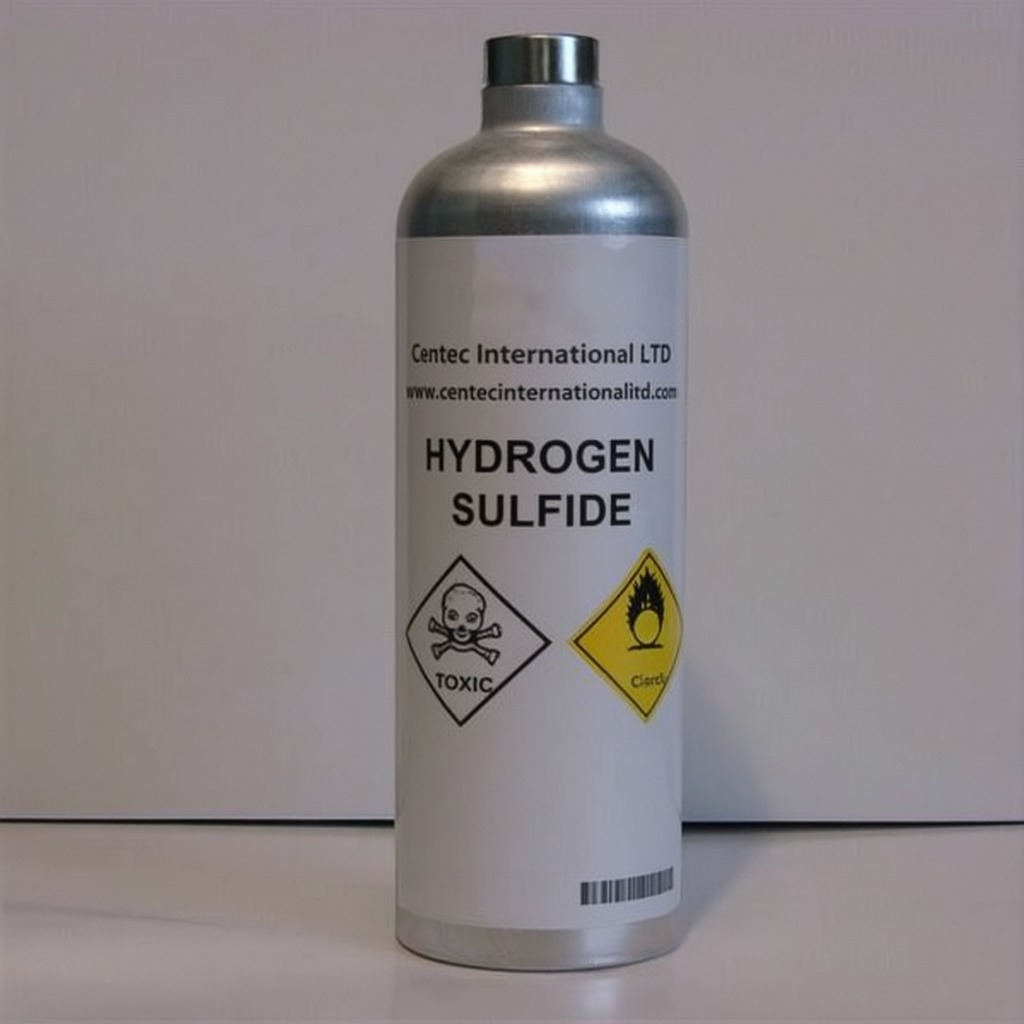 Centec International LTD
www.centecinternationalitd.com
HYDROGEN
SULFIDE
TOXIC